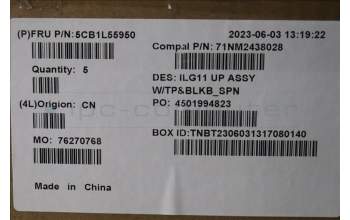 (P)FRU P/N:5CB1L55950
2023-06-03 13:19:22
Compal P/N:71NM2438028
Quantity: 5
DES: ILG11 UP ASSY
W/TP&BLKB_SPN
(4L)Origion: CN
PO: 4501994823
MO: 76270768
BOX ID:TNBT2306031317080140
Made in China